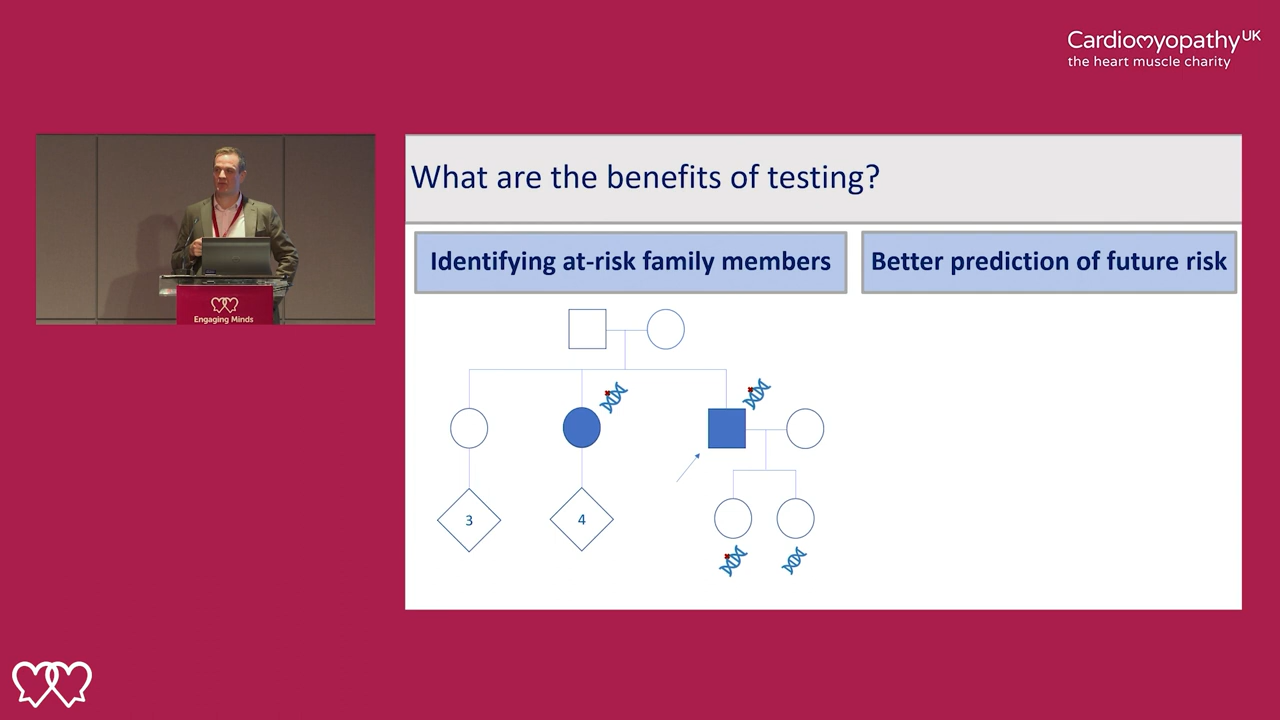 Cardiomyopathy UK
the heart muscle charity
What are the benefits of testing?
Identifying at-risk family members
Better prediction of future risk
3
4
Engaging Minds